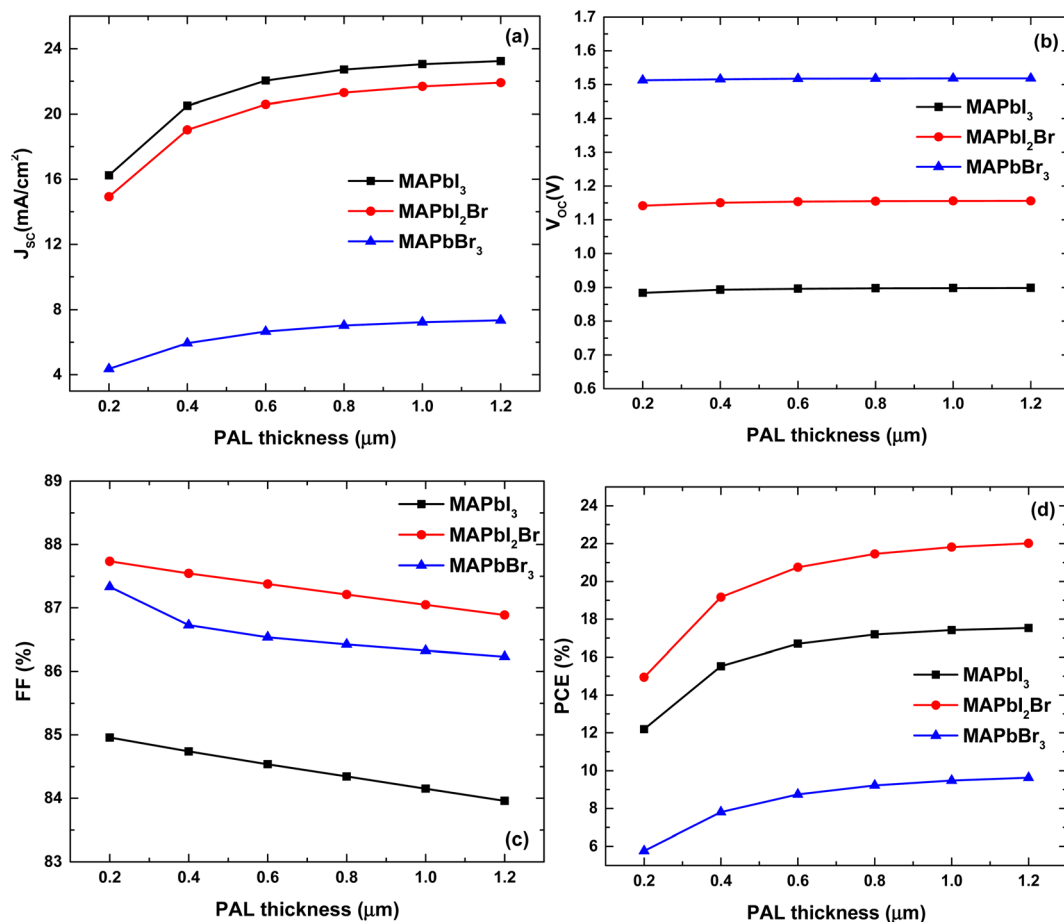 (a)
24
20
16
12
8
4
J_SC(mA/cm²)
MAPbI₃
MAPbI₂Br
MAPbBr₃
0.2 0.4 0.6 0.8 1.0 1.2
PAL thickness (μm)
(b)
1.7
1.6
1.5
1.4
1.3
1.2
1.1
1.0
0.9
0.8
0.7
0.6
V_OC(V)
MAPbI₃
MAPbI₂Br
MAPbBr₃
0.2 0.4 0.6 0.8 1.0 1.2
PAL thickness (μm)
89
88
87
86
85
84
83
FF (%)
MAPbI₃
MAPbI₂Br
MAPbBr₃
(c)
0.2 0.4 0.6 0.8 1.0 1.2
PAL thickness (μm)
(d)
24
22
20
18
16
14
12
10
8
6
PCE (%)
MAPbI₃
MAPbI₂Br
MAPbBr₃
0.2 0.4 0.6 0.8 1.0 1.2
PAL thickness (μm)